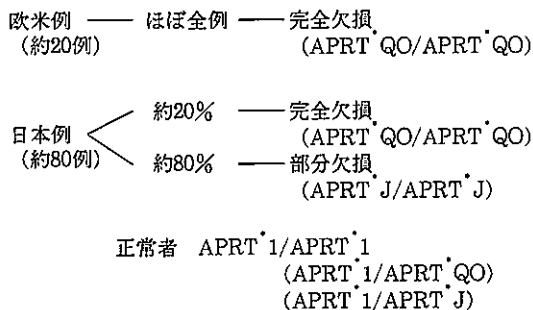 欧米例 ── ほぼ全例 ── 完全欠損
(約20例) (APRT*QO/APRT*QO)
約20% ── 完全欠損
(APRT*QO/APRT*QO)
日本例
(約80例)
約80% ── 部分欠損
(APRT*J/APRT*J)
正常者 APRT*1/APRT*1
(APRT*1/APRT*QO)
(APRT*1/APRT*J)